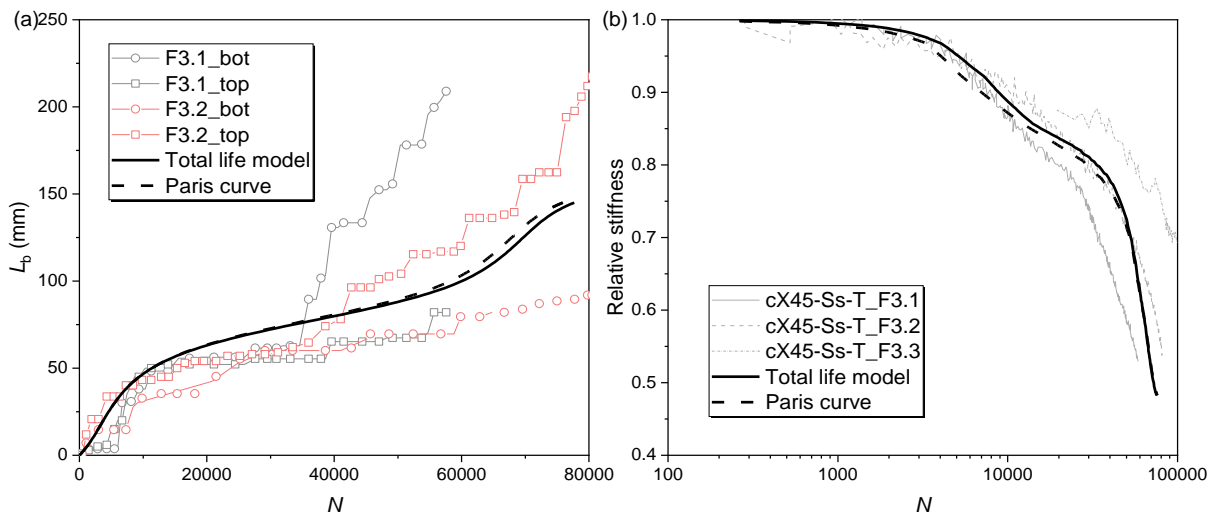 (a)
250
200
150
100
50
0
L_b (mm)
F3.1_bot
F3.1_top
F3.2_bot
F3.2_top
Total life model
Paris curve
0 20000 40000 60000 80000
N
(b)
1.0
0.9
0.8
0.7
0.6
0.5
0.4
Relative stiffness
cX45-Ss-T_F3.1
cX45-Ss-T_F3.2
cX45-Ss-T_F3.3
Total life model
Paris curve
100 1000 10000 100000
N